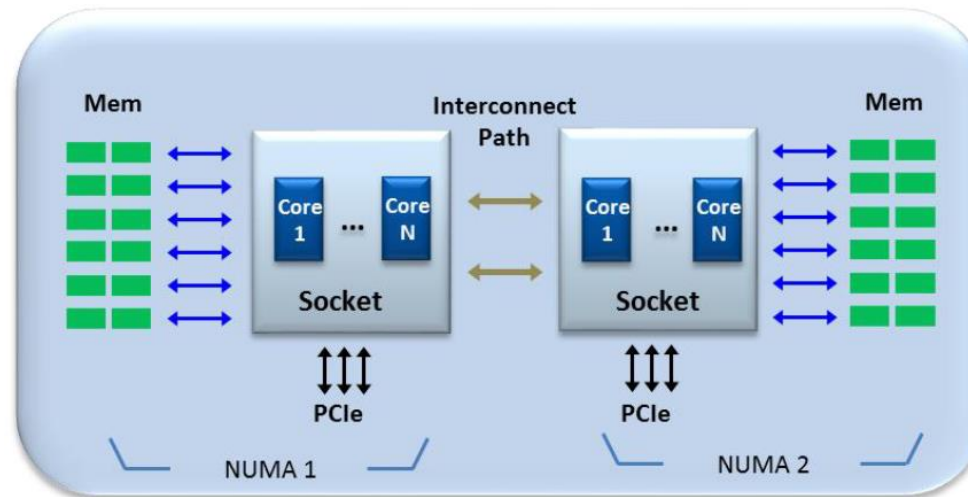 Mem
Interconnect
Path
Mem
Core
1
...
Core
N
Socket
Core
1
...
Core
N
Socket
PCIe
PCIe
NUMA 1
NUMA 2